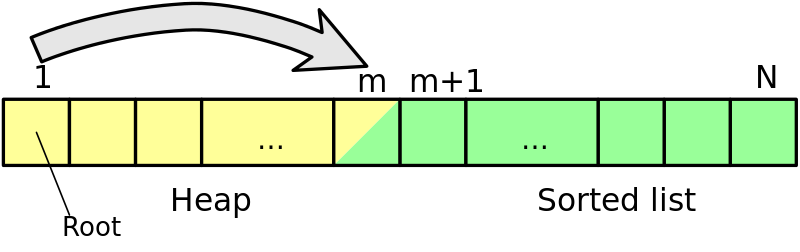 1 m m+1 N
... ...
Heap Sorted list
Root